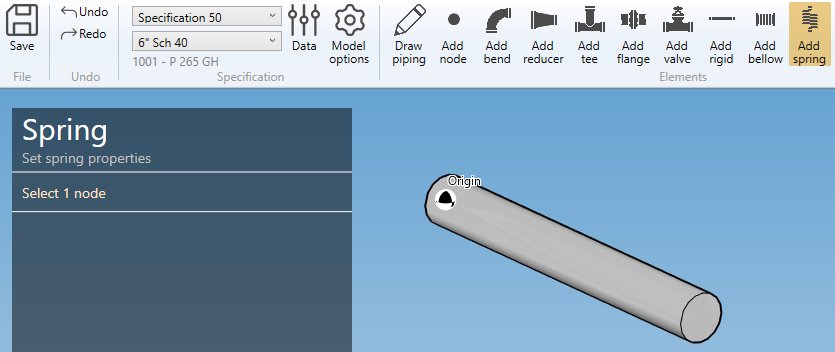 Save
File
Undo
Redo
Undo
Specification 50
6" Sch 40
1001 - P 265 GH
Data
Model
options
Specification
Draw
piping
Add
node
Add
bend
Add
reducer
Add
tee
Add
flange
Add
valve
Add
rigid
Add
bellow
Add
spring
Elements
Spring
Set spring properties
Select 1 node
Origin